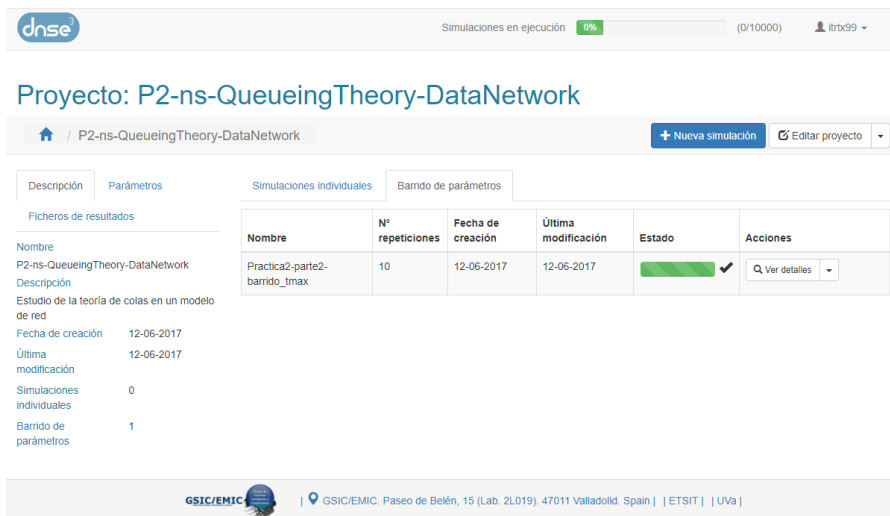 dnse3
Simulaciones en ejecución 0% (0/10000) itrtx99
Proyecto: P2-ns-QueueingTheory-DataNetwork
/ P2-ns-QueueingTheory-DataNetwork
Nueva simulación Editar proyecto
Descripción Parámetros
Ficheros de resultados
Nombre
P2-ns-QueueingTheory-DataNetwork
Descripción
Estudio de la teoría de colas en un modelo
de red
Fecha de creación 12-06-2017
Última
modificación 12-06-2017
Simulaciones
individuales 0
Barrido de
parámetros 1
Simulaciones individuales Barrido de parámetros
Nombre Nº repeticiones Fecha de creación Última modificación Estado Acciones
Practica2-parte2-
barrido_tmax 10 12-06-2017 12-06-2017 Ver detalles
GSIC/EMIC | GSIC/EMIC. Paseo de Belén, 15 (Lab. 2L019). 47011 Valladolid. Spain | | ETSIT | | UVa |